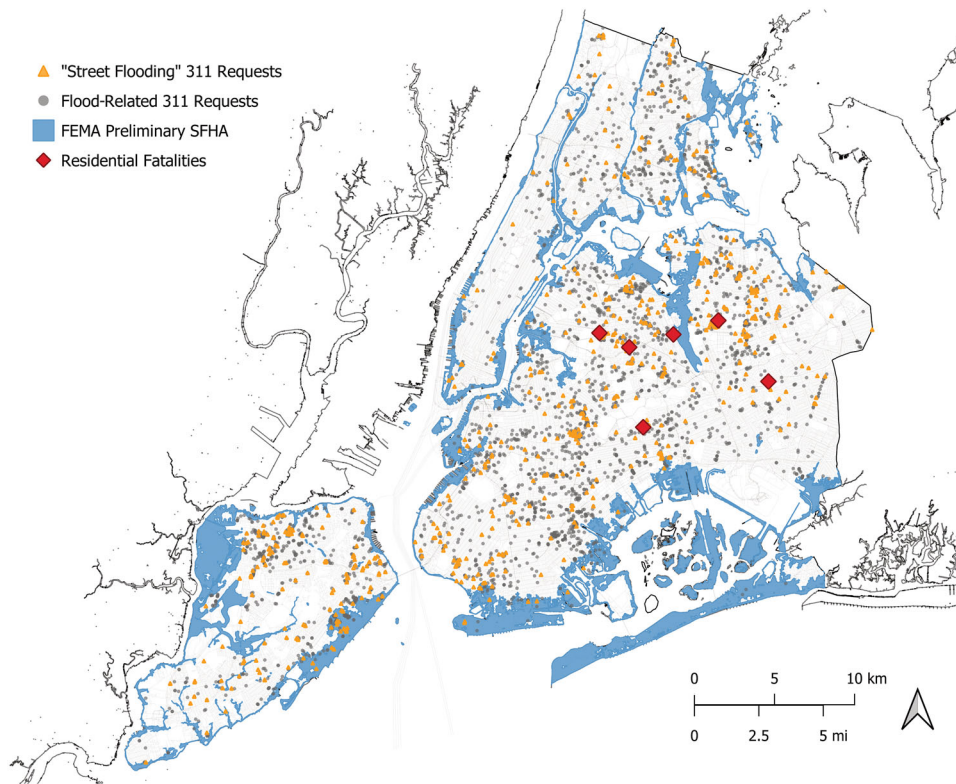 "Street Flooding" 311 Requests
Flood-Related 311 Requests
FEMA Preliminary SFHA
Residential Fatalities
0 5 10 km
0 2.5 5 mi